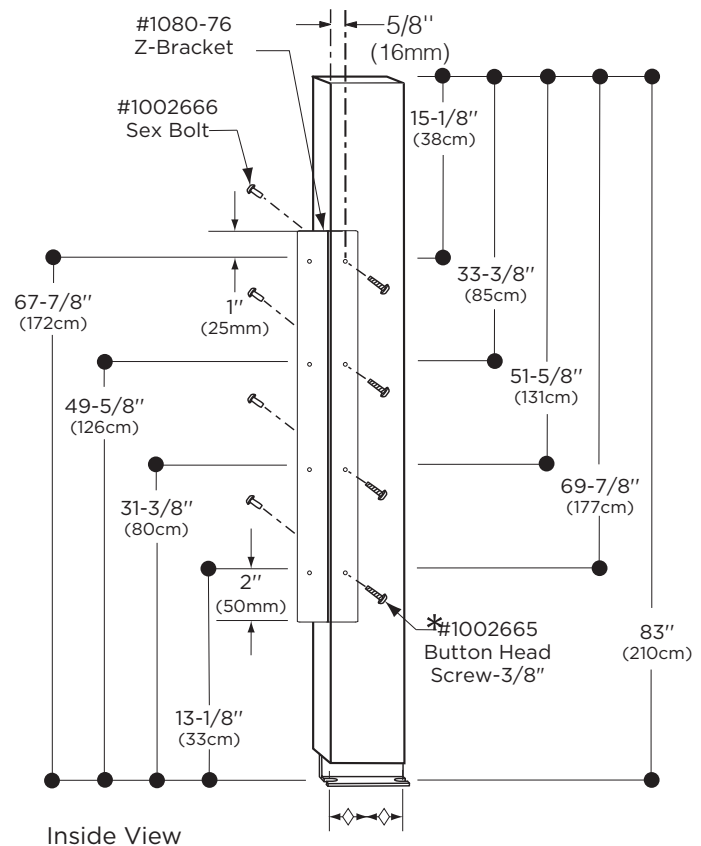 #1080-76
Z-Bracket
5/8''
(16mm)
#1002666
Sex Bolt
15-1/8''
(38cm)
33-3/8''
(85cm)
67-7/8''
(172cm)
1''
(25mm)
51-5/8''
(131cm)
49-5/8''
(126cm)
69-7/8''
(177cm)
31-3/8''
(80cm)
2''
(50mm)
*#1002665
Button Head
Screw-3/8"
83''
(210cm)
13-1/8''
(33cm)
Inside View